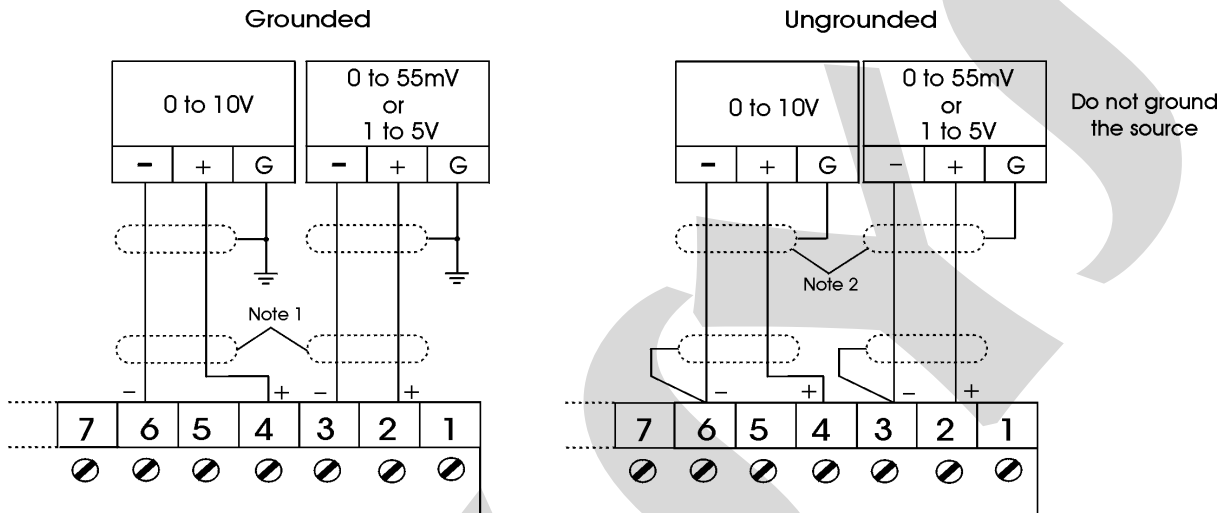 Grounded
Ungrounded
0 to 10V
0 to 55mV
or
1 to 5V
- + G
- + G
0 to 10V
0 to 55mV
or
1 to 5V
- + G
- + G
Do not ground
the source
Note 1
Note 2
- + - +
- + - +
7 6 5 4 3 2 1
7 6 5 4 3 2 1